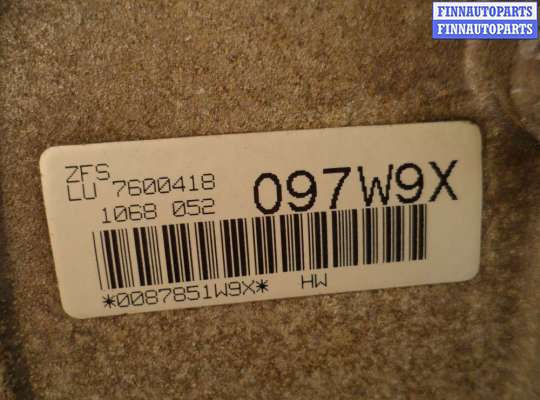 FINNAUTOPARTS
FINNAUTOPARTS
ZFS
LU 7600418
1068 052
097W9X
*0087851W9X* HW